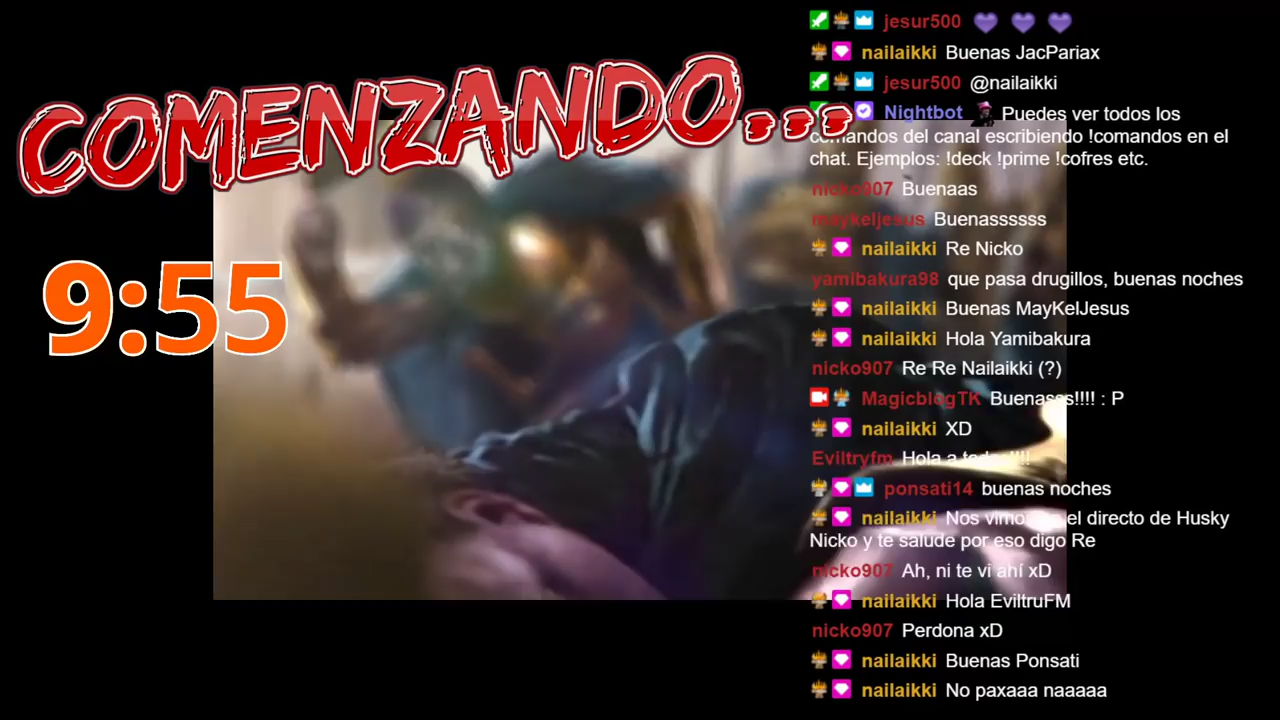 COMENZANDO...
9:55
jesur500
nailaikki Buenas JacPariax
jesur500 @nailaikki
Nightbot Puedes ver todos los
comandos del canal escribiendo !comandos en el
chat. Ejemplos: !deck !prime !cofres etc.
nicko907 Buenaas
maykeljesus Buenassssss
nailaikki Re Nicko
yamibakura98 que pasa drugillos, buenas noches
nailaikki Buenas MayKelJesus
nailaikki Hola Yamibakura
nicko907 Re Re Nailaikki (?)
MagicblogTK Buenasss!!!! : P
nailaikki XD
Eviltryfm Hola a todos!!!!
ponsati14 buenas noches
nailaikki Nos vimos en el directo de Husky
Nicko y te salude por eso digo Re
nicko907 Ah, ni te vi ahí xD
nailaikki Hola EviltruFM
nicko907 Perdona xD
nailaikki Buenas Ponsati
nailaikki No paxaaa naaaaa